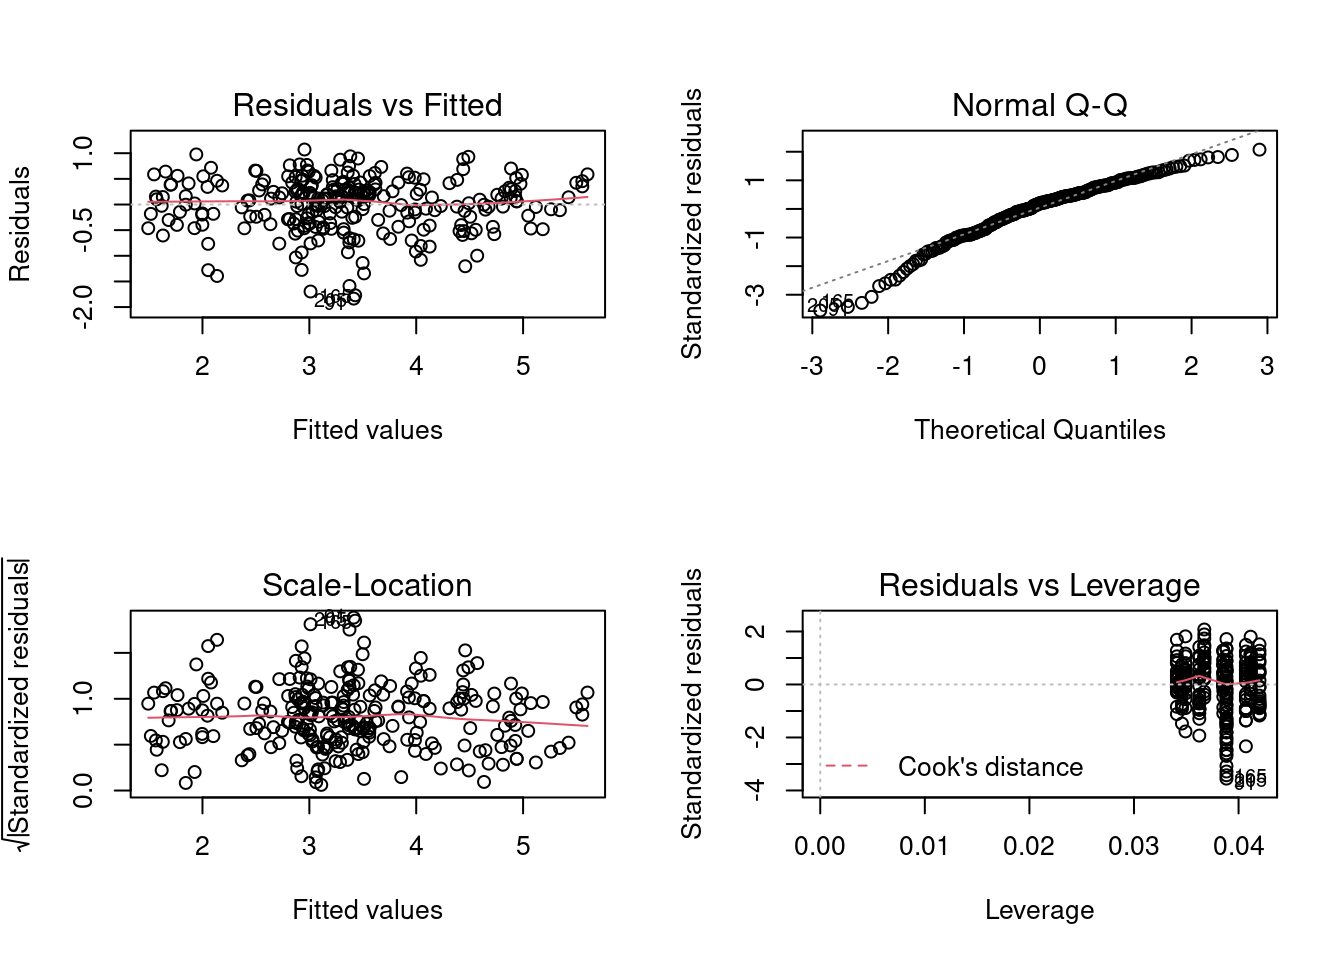 Residuals vs Fitted
Residuals
1.0
-0.5
-2.0
2 3 4 5
Fitted values
Normal Q-Q
Standardized residuals
1
-1
-3
-3 -2 -1 0 1 2 3
Theoretical Quantiles
Scale-Location
√|Standardized residuals|
1.0
0.0
2 3 4 5
Fitted values
Residuals vs Leverage
Standardized residuals
2
0
-2
-4
Cook's distance
0.00 0.01 0.02 0.03 0.04
Leverage